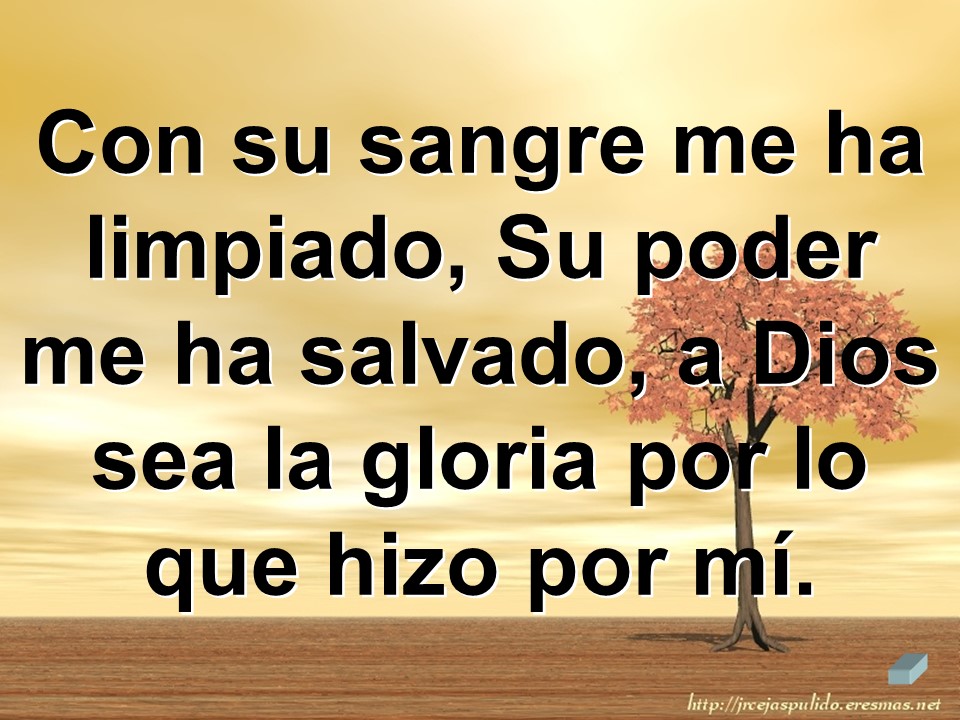 Con su sangre me ha
limpiado, Su poder
me ha salvado, a Dios
sea la gloria por lo
que hizo por mí.
http://jrcejaspulido.eresmas.net